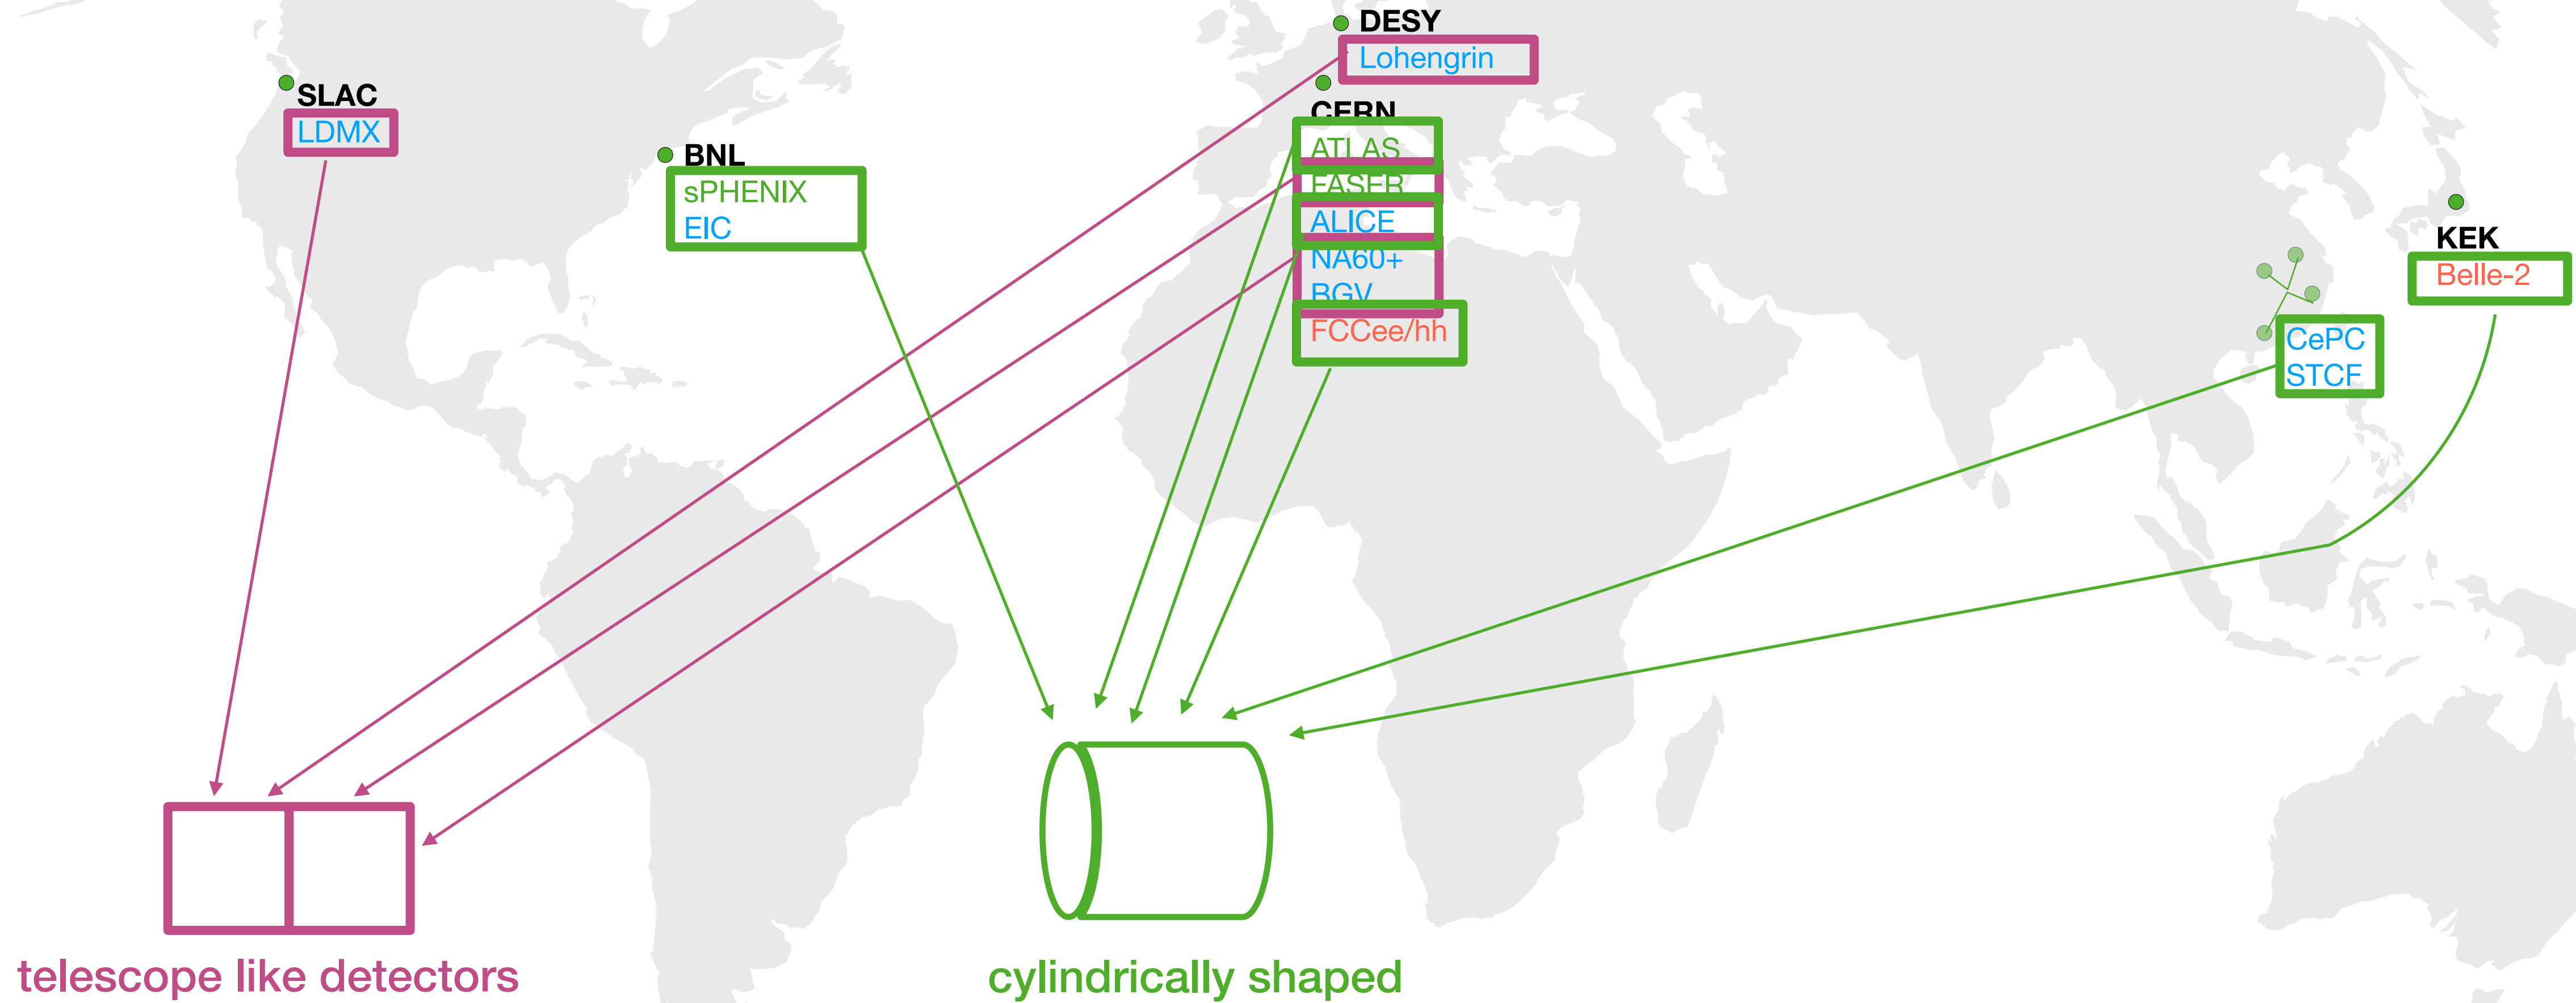 DESY
Lohengrin
SLAC
LDMX
BNL
sPHENIX
EIC
CERN
ATLAS
FASER
ALICE
NA60+
BGV
FCCee/hh
KEK
Belle-2
CePC
STCF
telescope like detectors
cylindrically shaped